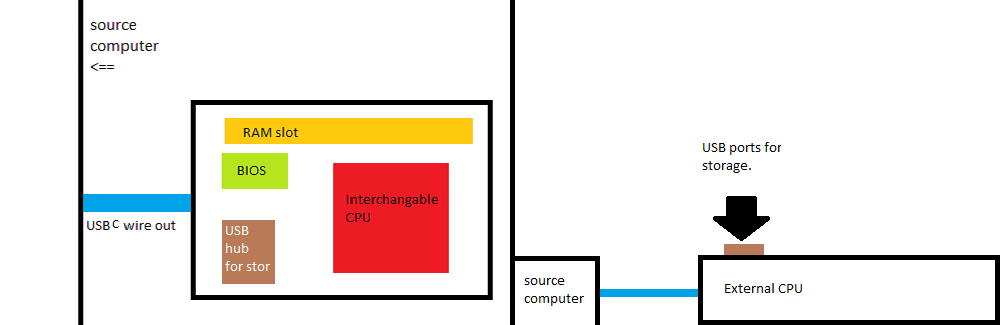 source
computer
<==
RAM slot
BIOS
Interchangable
CPU
USB
hub
for stor
USB C wire out
USB ports for
storage.
source
computer
External CPU